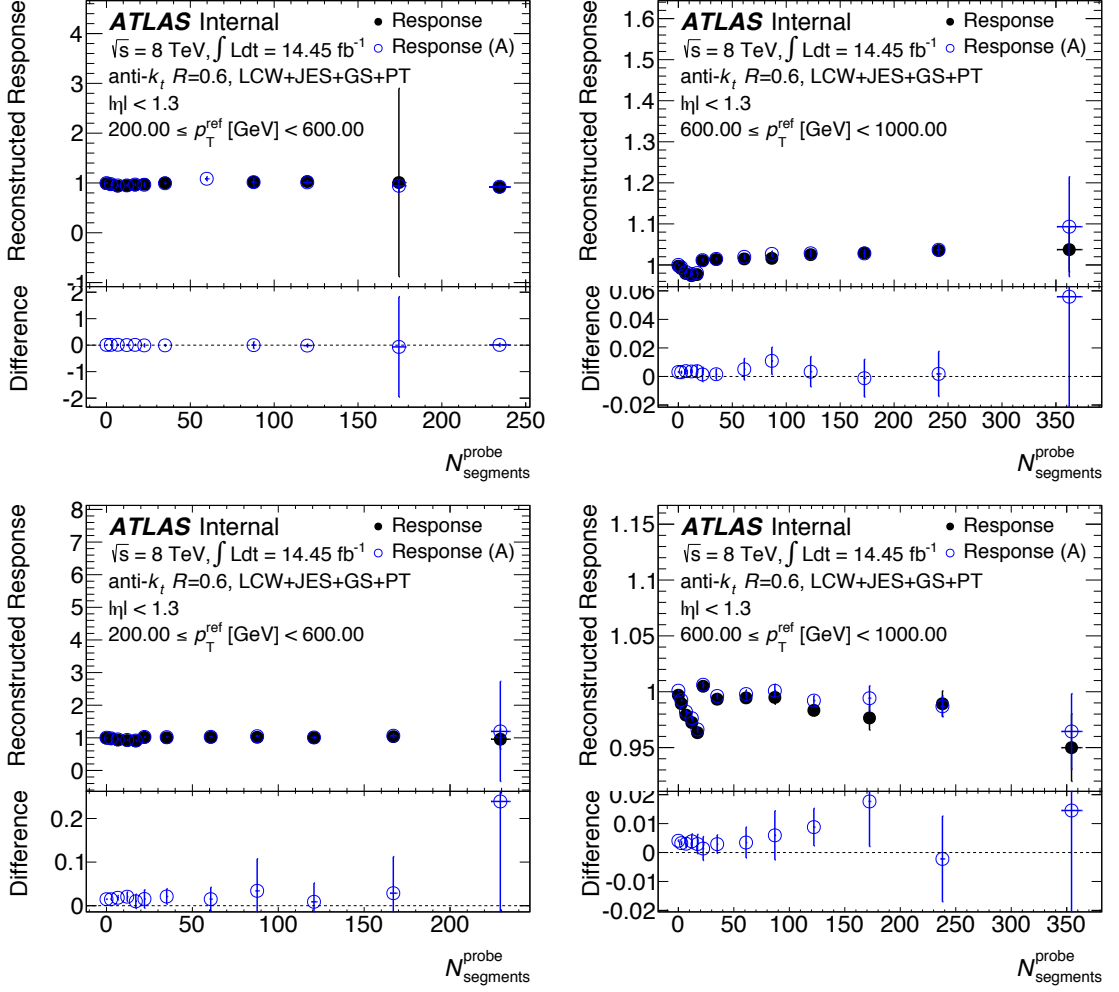 ATLAS Internal
√s = 8 TeV, ∫ Ldt = 14.45 fb⁻¹
anti-kₜ R=0.6, LCW+JES+GS+PT
|η| < 1.3
200.00 ≤ p_T^ref [GeV] < 600.00
Response
Response (A)
Reconstructed Response
4
3
2
1
0
-1
Difference
2
1
0
-1
-2
0 50 100 150 200 250
N_segments^probe
ATLAS Internal
√s = 8 TeV, ∫ Ldt = 14.45 fb⁻¹
anti-kₜ R=0.6, LCW+JES+GS+PT
|η| < 1.3
600.00 ≤ p_T^ref [GeV] < 1000.00
Response
Response (A)
Reconstructed Response
1.6
1.5
1.4
1.3
1.2
1.1
1
Difference
0.06
0.04
0.02
0
-0.02
0 50 100 150 200 250 300 350
N_segments^probe
ATLAS Internal
√s = 8 TeV, ∫ Ldt = 14.45 fb⁻¹
anti-kₜ R=0.6, LCW+JES+GS+PT
|η| < 1.3
200.00 ≤ p_T^ref [GeV] < 600.00
Response
Response (A)
Reconstructed Response
8
7
6
5
4
3
2
1
0
Difference
0.2
0.1
0
0 50 100 150 200
N_segments^probe
ATLAS Internal
√s = 8 TeV, ∫ Ldt = 14.45 fb⁻¹
anti-kₜ R=0.6, LCW+JES+GS+PT
|η| < 1.3
600.00 ≤ p_T^ref [GeV] < 1000.00
Response
Response (A)
Reconstructed Response
1.15
1.1
1.05
1
0.95
Difference
0.02
0.01
0
-0.01
-0.02
0 50 100 150 200 250 300 350
N_segments^probe